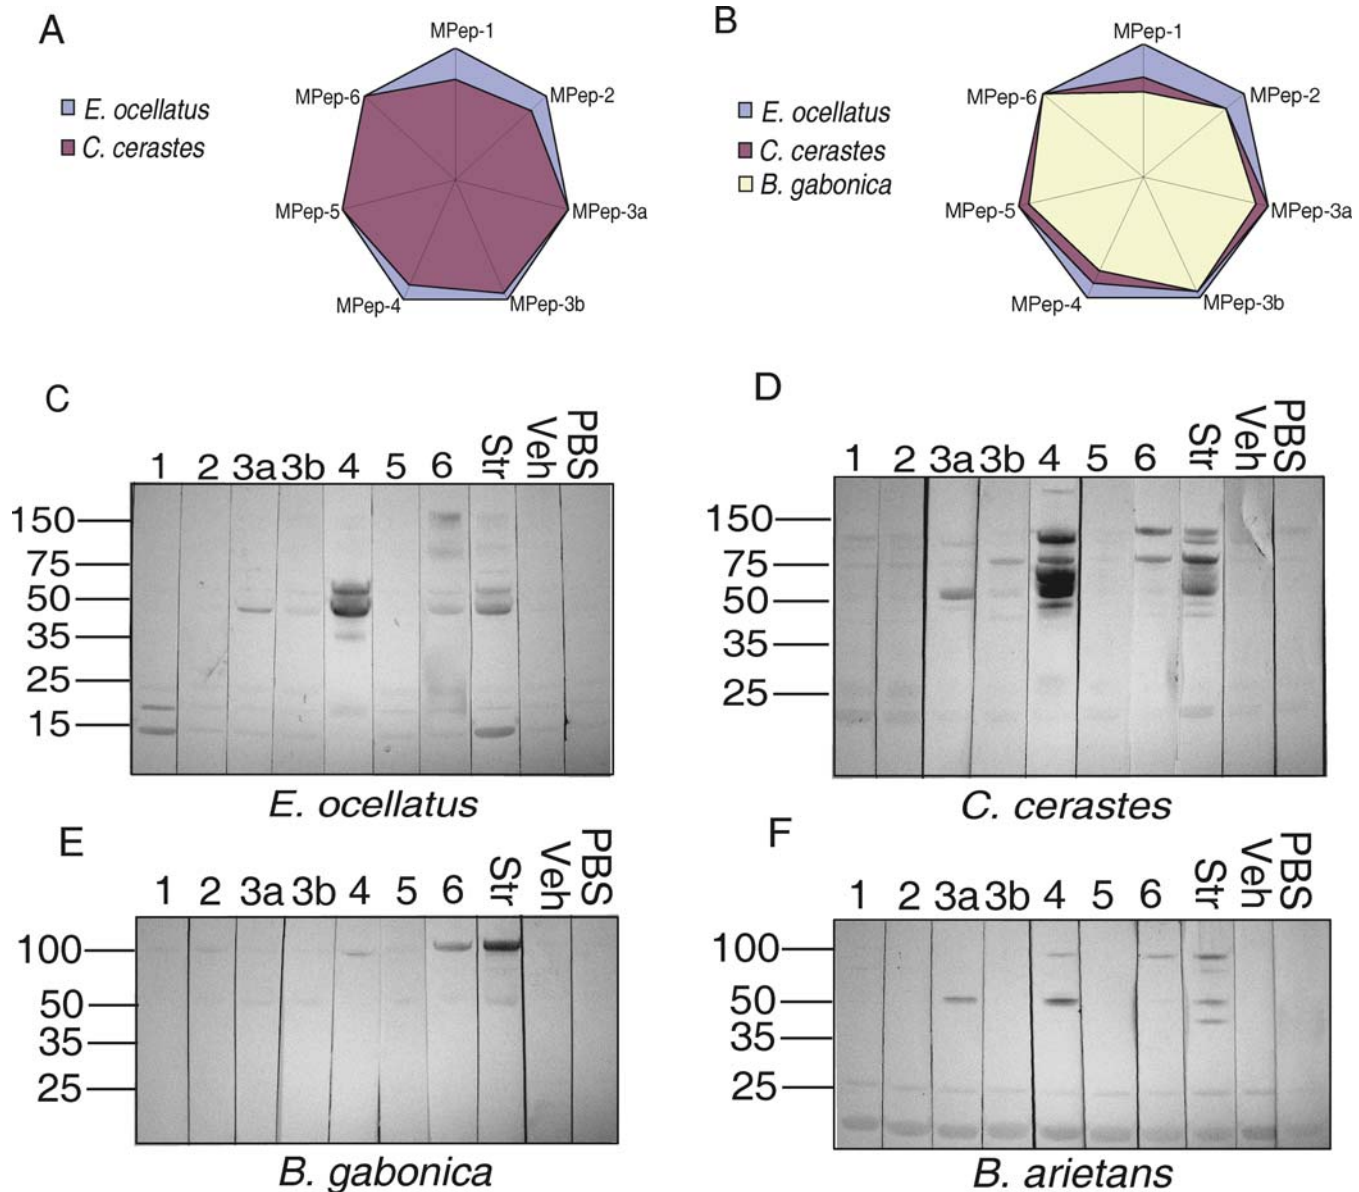 A
MPep-1
MPep-2
MPep-3a
MPep-3b
MPep-4
MPep-5
MPep-6
E. ocellatus
C. cerastes
B
MPep-1
MPep-2
MPep-3a
MPep-3b
MPep-4
MPep-5
MPep-6
E. ocellatus
C. cerastes
B. gabonica
C
1 2 3a 3b 4 5 6 Str Veh PBS
150
75
50
35
25
15
E. ocellatus
D
1 2 3a 3b 4 5 6 Str Veh PBS
150
75
50
35
25
C. cerastes
E
1 2 3a 3b 4 5 6 Str Veh PBS
100
50
35
25
B. gabonica
F
1 2 3a 3b 4 5 6 Str Veh PBS
100
50
35
25
B. arietans